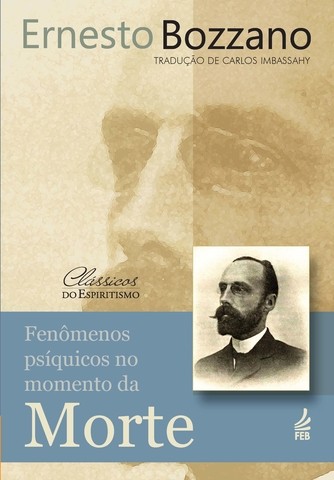 Ernesto Bozzano
TRADUÇÃO DE CARLOS IMBASSAHY
Clássicos
DO ESPIRITISMO
Fenômenos
psíquicos no
momento da
Morte
FEB